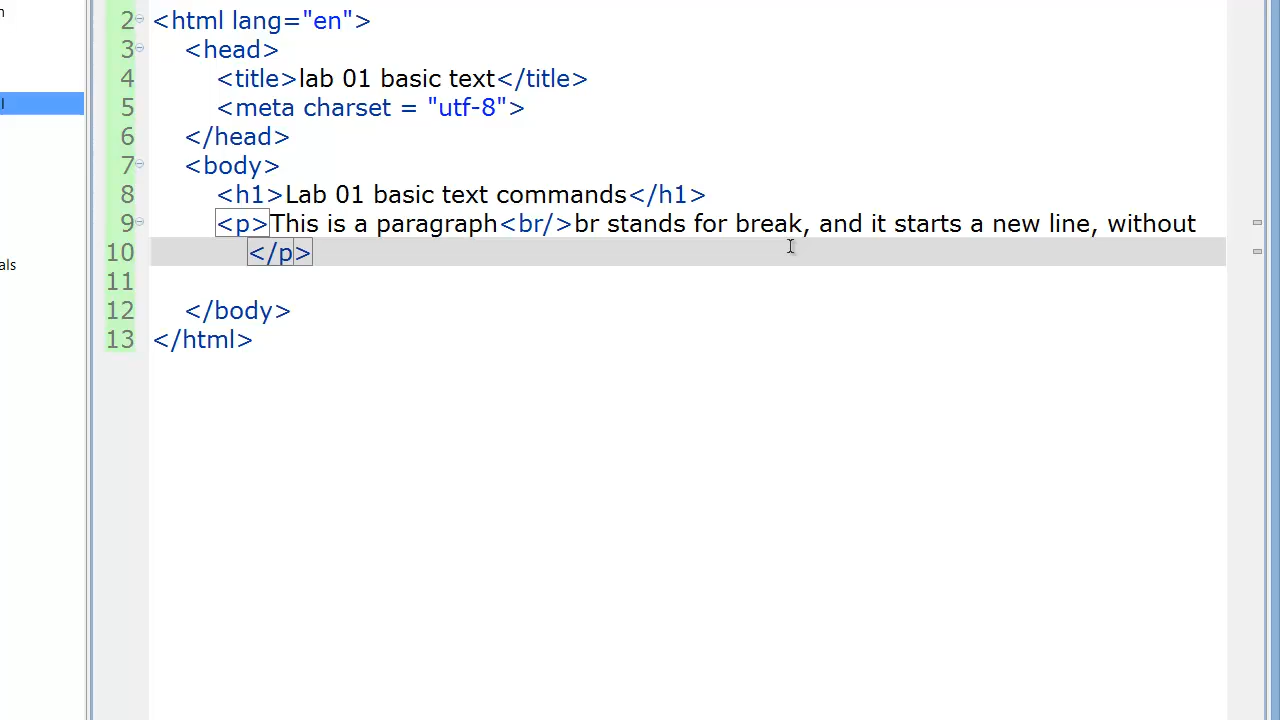 n
2 <html lang="en">
3 <head>
4 <title>lab 01 basic text</title>
5 <meta charset = "utf-8">
l
6 </head>
7 <body>
8 <h1>Lab 01 basic text commands</h1>
9 <p>This is a paragraph<br/>br stands for break, and it starts a new line, without
10 </p>
als
11
12 </body>
13 </html>